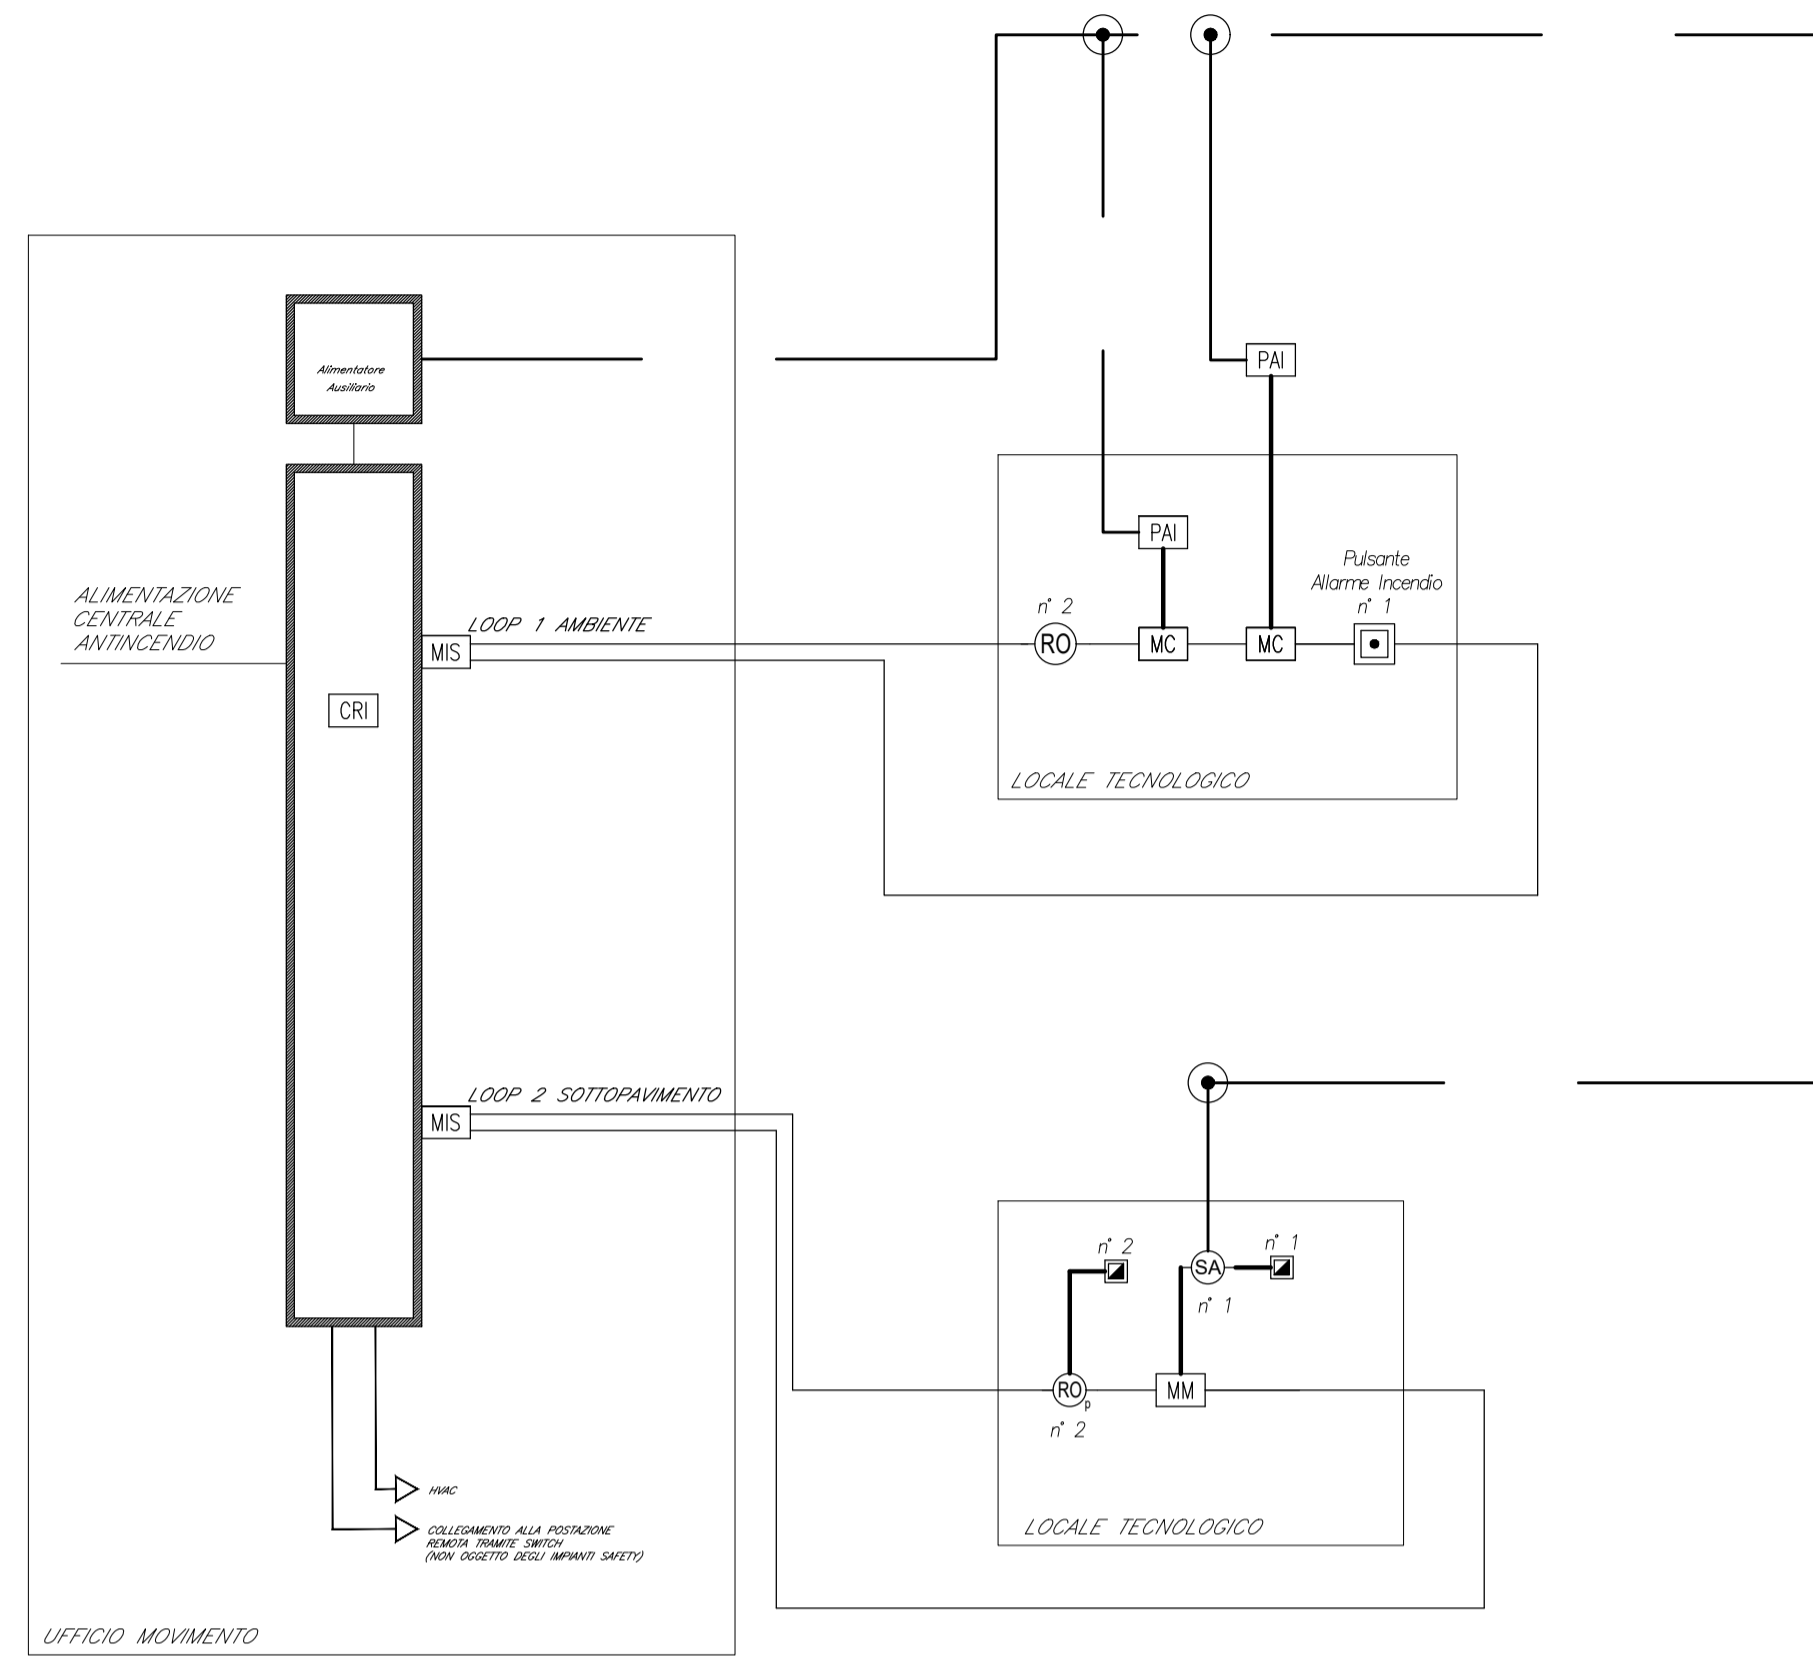 Alimentatore
Ausiliario
ALIMENTAZIONE
CENTRALE
ANTINCENDIO
CRI
MIS
LOOP 1 AMBIENTE
PAI
PAI
Pulsante
Allarme Incendio
n° 2
n° 1
RO
MC
MC
LOCALE TECNOLOGICO
MIS
LOOP 2 SOTTOPAVIMENTO
n° 2
n° 1
SA
n° 1
RO
p
MM
n° 2
LOCALE TECNOLOGICO
HVAC
COLLEGAMENTO ALLA POSTAZIONE
REMOTA TRAMITE SWITCH
(NON OGGETTO DEGLI IMPIANTI SAFETY)
UFFICIO MOVIMENTO